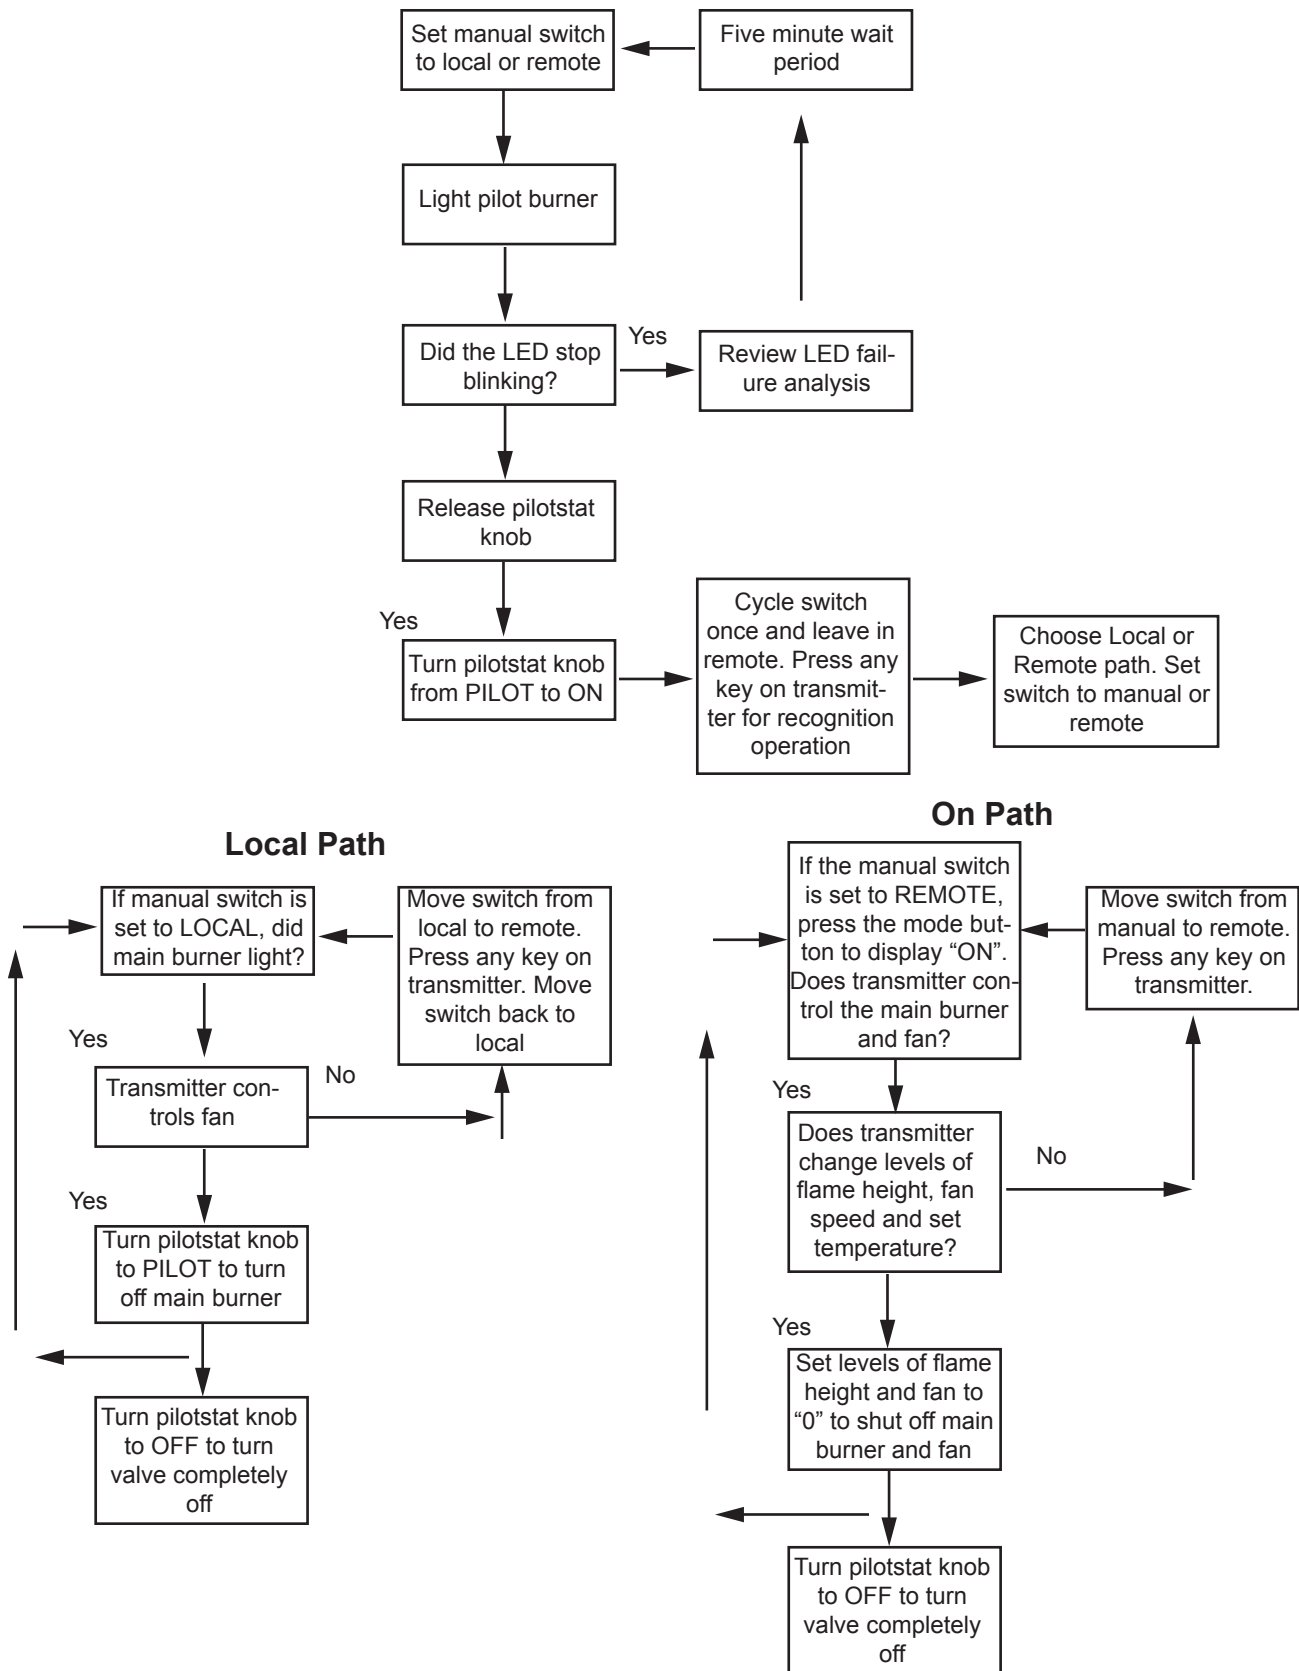 Set manual switch
to local or remote
Five minute wait
period
Light pilot burner
Did the LED stop
blinking?
Yes
Review LED fail-
ure analysis
Release pilotstat
knob
Yes
Turn pilotstat knob
from PILOT to ON
Cycle switch
once and leave in
remote. Press any
key on transmit-
ter for recognition
operation
Choose Local or
Remote path. Set
switch to manual or
remote
Local Path
If manual switch is
set to LOCAL, did
main burner light?
Move switch from
local to remote.
Press any key on
transmitter. Move
switch back to
local
Yes
Transmitter con-
trols fan
No
Yes
Turn pilotstat knob
to PILOT to turn
off main burner
Turn pilotstat knob
to OFF to turn
valve completely
off
On Path
If the manual switch
is set to REMOTE,
press the mode but-
ton to display “ON”.
Does transmitter con-
trol the main burner
and fan?
Move switch from
manual to remote.
Press any key on
transmitter.
Yes
Does transmitter
change levels of
flame height, fan
speed and set
temperature?
No
Yes
Set levels of flame
height and fan to
“0” to shut off main
burner and fan
Turn pilotstat knob
to OFF to turn
valve completely
off